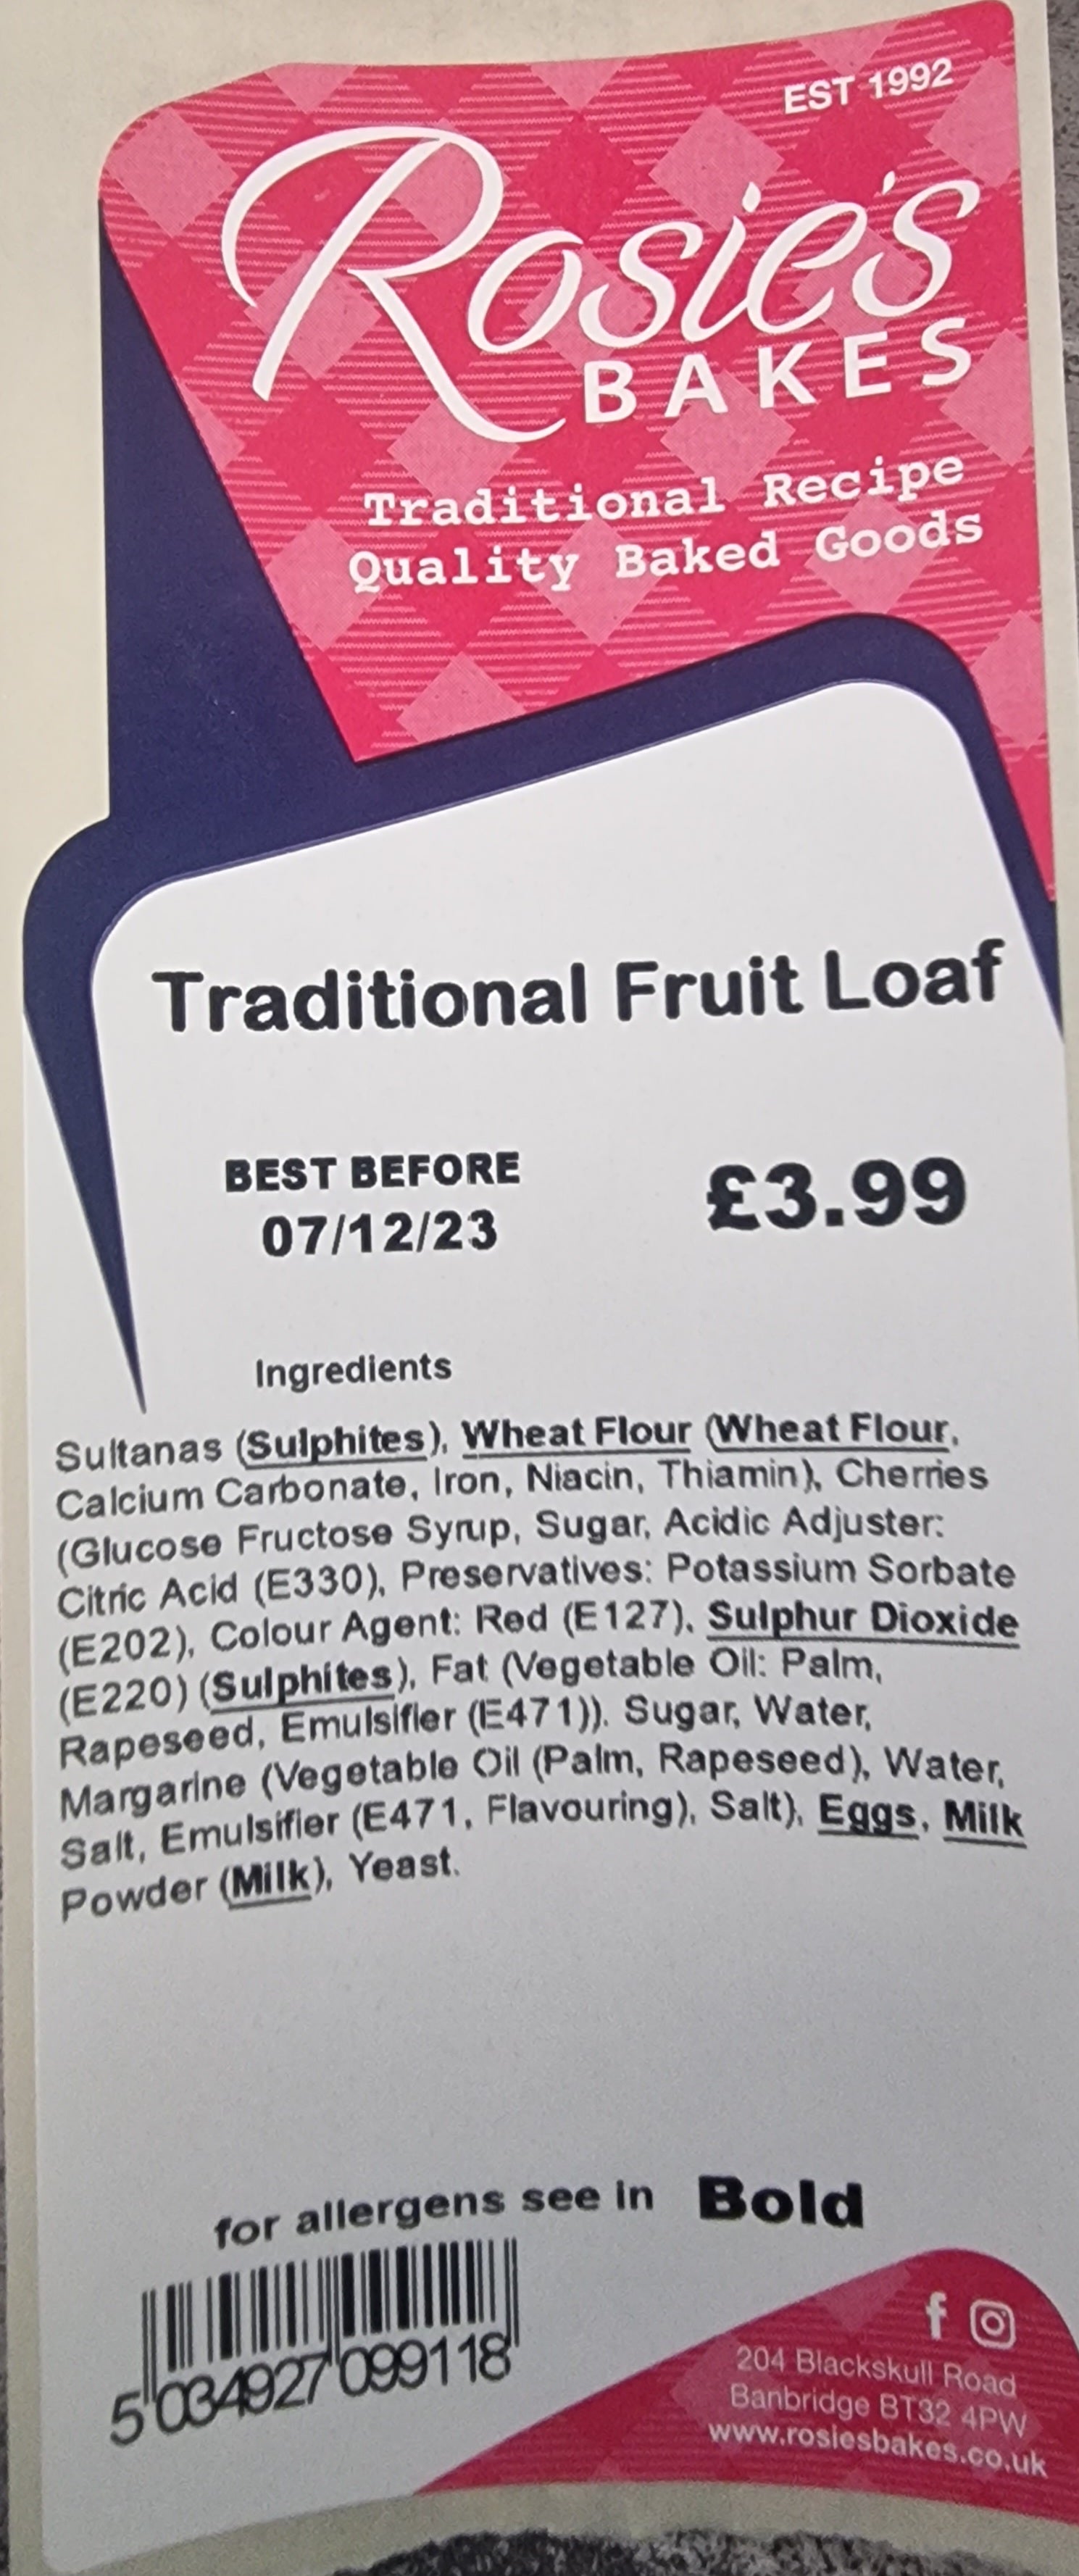 EST 1992
Rosie's
BAKES
Traditional Recipe
Quality Baked Goods
Traditional Fruit Loaf
BEST BEFORE
07/12/23
£3.99
Ingredients
Sultanas (Sulphites), Wheat Flour (Wheat Flour,
Calcium Carbonate, Iron, Niacin, Thiamin), Cherries
(Glucose Fructose Syrup, Sugar, Acidic Adjuster:
Citric Acid (E330), Preservatives: Potassium Sorbate
(E202), Colour Agent: Red (E127), Sulphur Dioxide
(E220) (Sulphites), Fat (Vegetable Oil: Palm,
Rapeseed, Emulsifier (E471)). Sugar, Water,
Margarine (Vegetable Oil (Palm, Rapeseed), Water,
Salt, Emulsifier (E471, Flavouring), Salt), Eggs, Milk
Powder (Milk), Yeast.
for allergens see in Bold
5 034927 099118
204 Blackskull Road
Banbridge BT32 4PW
www.rosiesbakes.co.uk